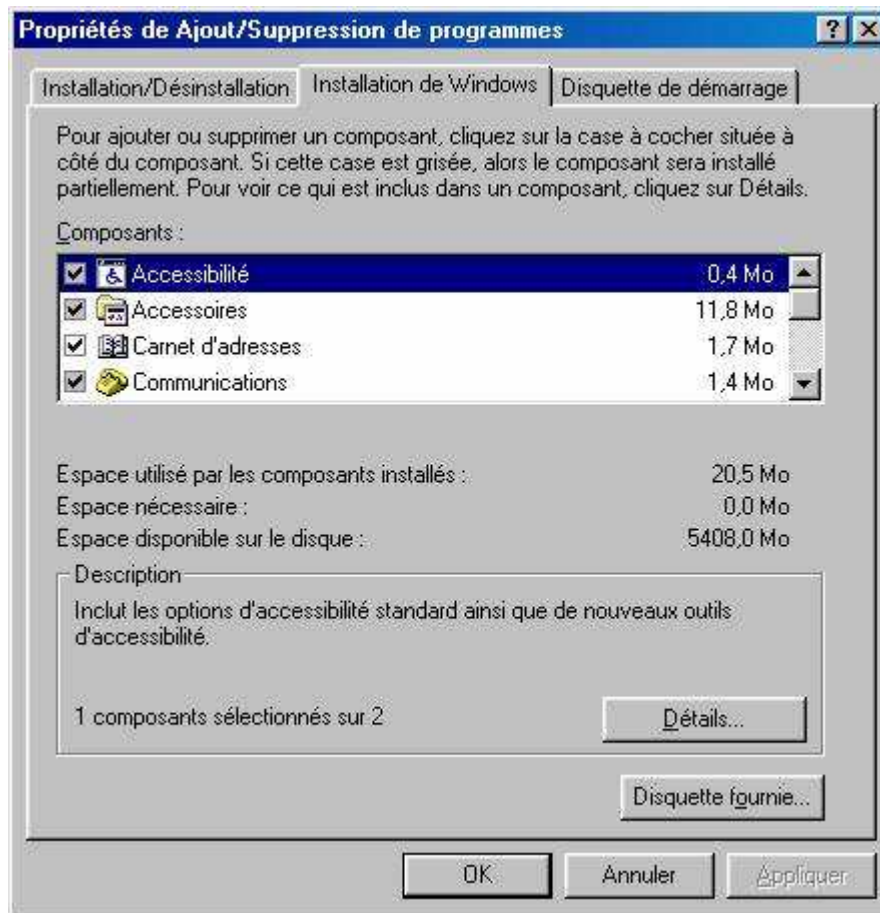 Propriétés de Ajout/Suppression de programmes
Installation/Désinstallation Installation de Windows Disquette de démarrage
Pour ajouter ou supprimer un composant, cliquez sur la case à cocher située à
côté du composant. Si cette case est grisée, alors le composant sera installé
partiellement. Pour voir ce qui est inclus dans un composant, cliquez sur Détails.
Composants :
Accessibilité 0,4 Mo
Accessoires 11,8 Mo
Carnet d'adresses 1,7 Mo
Communications 1,4 Mo
Espace utilisé par les composants installés : 20,5 Mo
Espace nécessaire : 0,0 Mo
Espace disponible sur le disque : 5408,0 Mo
Description
Inclut les options d'accessibilité standard ainsi que de nouveaux outils
d'accessibilité.
1 composants sélectionnés sur 2 Détails...
Disquette fournie...
OK Annuler Appliquer